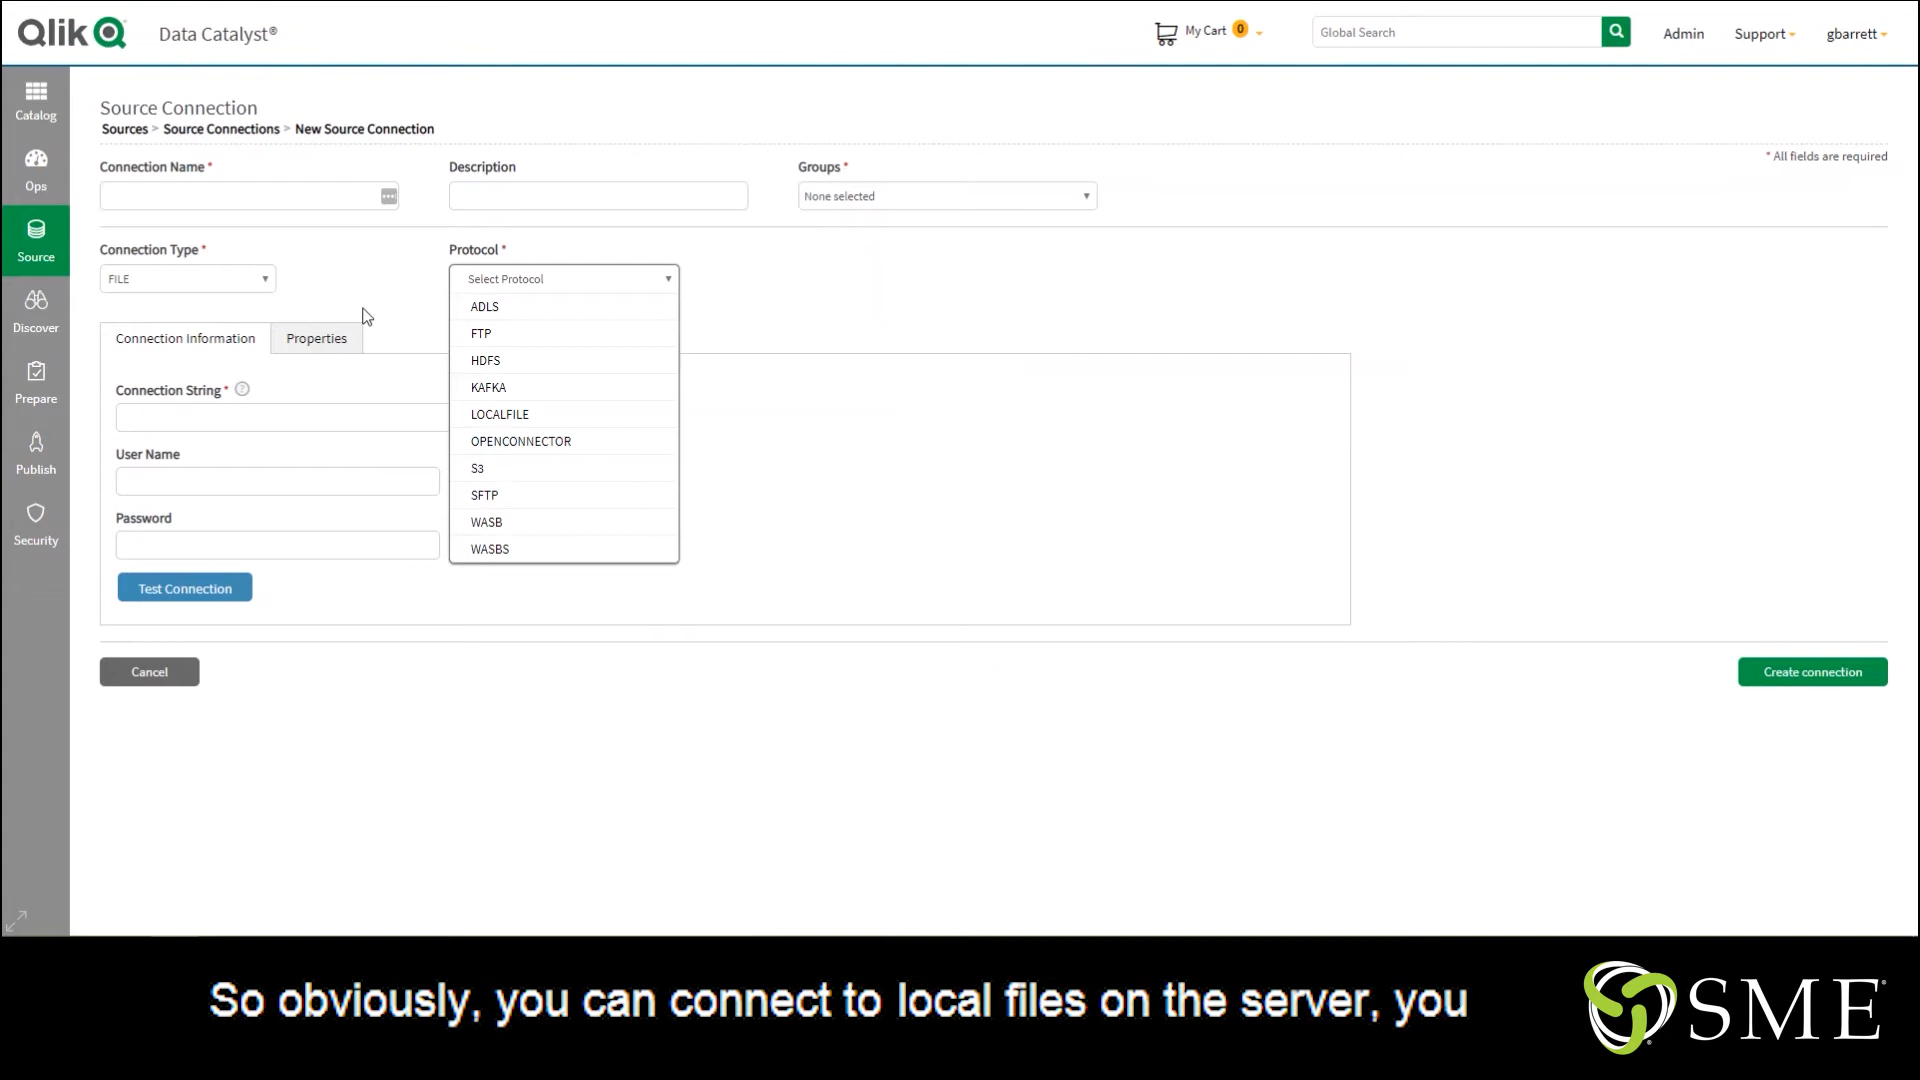 Qlik Data Catalyst®
My Cart 0
Global Search
Admin
Support
gbarrett
Catalog
Ops
Source
Discover
Prepare
Publish
Security
Source Connection
Sources > Source Connections > New Source Connection
* All fields are required
Connection Name *
Description
Groups *
None selected
Connection Type *
Protocol *
FILE
Select Protocol
ADLS
FTP
HDFS
KAFKA
LOCALFILE
OPENCONNECTOR
S3
SFTP
WASB
WASBS
Connection Information
Properties
Connection String * ?
User Name
Password
Test Connection
Cancel
Create connection
So obviously, you can connect to local files on the server, you
SME